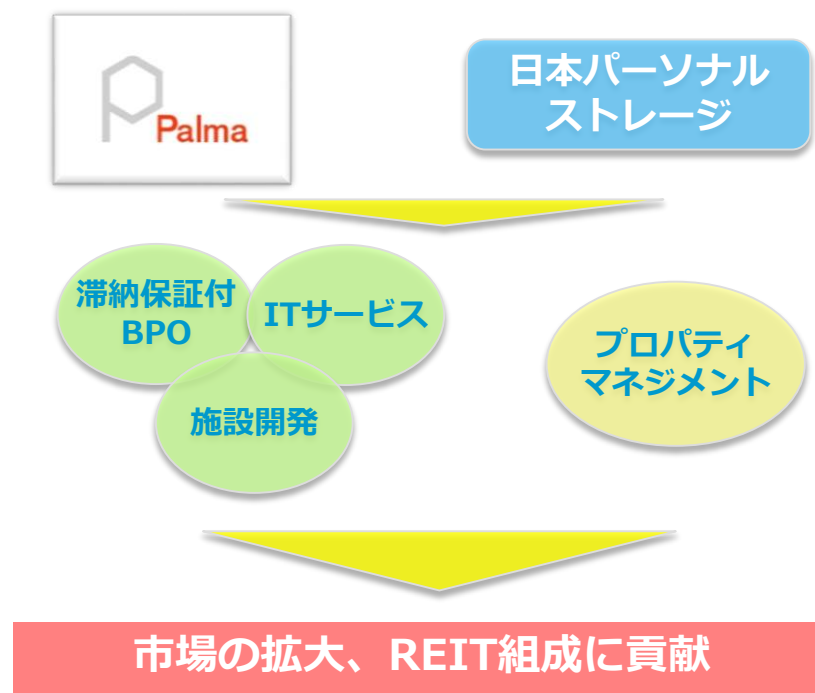 Palma
日本パーソナル
ストレージ
滞納保証付
BPO
ITサービス
施設開発
プロパティ
マネジメント
市場の拡大、REIT組成に貢献